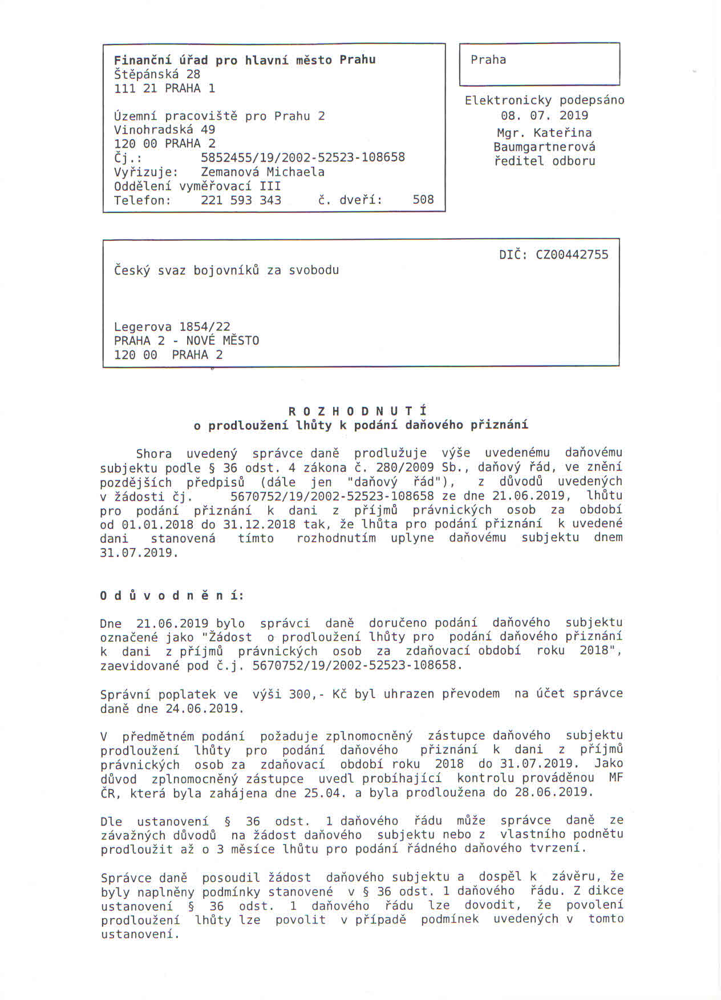 Finanční úřad pro hlavní město Prahu
Štěpánská 28
111 21 PRAHA 1
Územní pracoviště pro Prahu 2
Vinohradská 49
120 00 PRAHA 2
Čj.: 5852455/19/2002-52523-108658
Vyřizuje: Zemanová Michaela
Oddělení vyměřovací III
Telefon: 221 593 343 č. dveří: 508
Praha
Elektronicky podepsáno
08. 07. 2019
Mgr. Kateřina
Baumgartnerová
ředitel odboru
DIČ: CZ00442755
Český svaz bojovníků za svobodu
Legerova 1854/22
PRAHA 2 - NOVÉ MĚSTO
120 00 PRAHA 2
R O Z H O D N U T Í
o prodloužení lhůty k podání daňového přiznání
Shora uvedený správce daně prodlužuje výše uvedenému daňovému
subjektu podle § 36 odst. 4 zákona č. 280/2009 Sb., daňový řád, ve znění
pozdějších předpisů (dále jen "daňový řád"), z důvodů uvedených
v žádosti čj. 5670752/19/2002-52523-108658 ze dne 21.06.2019, lhůtu
pro podání přiznání k dani z příjmů právnických osob za období
od 01.01.2018 do 31.12.2018 tak, že lhůta pro podání přiznání k uvedené
dani stanovená tímto rozhodnutím uplyne daňovému subjektu dnem
31.07.2019.
O d ů v o d n ě n í:
Dne 21.06.2019 bylo správci daně doručeno podání daňového subjektu
označené jako "Žádost o prodloužení lhůty pro podání daňového přiznání
k dani z příjmů právnických osob za zdaňovací období roku 2018",
zaevidované pod č.j. 5670752/19/2002-52523-108658.
Správní poplatek ve výši 300,- Kč byl uhrazen převodem na účet správce
daně dne 24.06.2019.
V předmětném podání požaduje zplnomocněný zástupce daňového subjektu
prodloužení lhůty pro podání daňového přiznání k dani z příjmů
právnických osob za zdaňovací období roku 2018 do 31.07.2019. Jako
důvod zplnomocněný zástupce uvedl probíhající kontrolu prováděnou MF
ČR, která byla zahájena dne 25.04. a byla prodloužena do 28.06.2019.
Dle ustanovení § 36 odst. 1 daňového řádu může správce daně ze
závažných důvodů na žádost daňového subjektu nebo z vlastního podnětu
prodloužit až o 3 měsíce lhůtu pro podání řádného daňového tvrzení.
Správce daně posoudil žádost daňového subjektu a dospěl k závěru, že
byly naplněny podmínky stanovené v § 36 odst. 1 daňového řádu. Z dikce
ustanovení § 36 odst. 1 daňového řádu lze dovodit, že povolení
prodloužení lhůty lze povolit v případě podmínek uvedených v tomto
ustanovení.